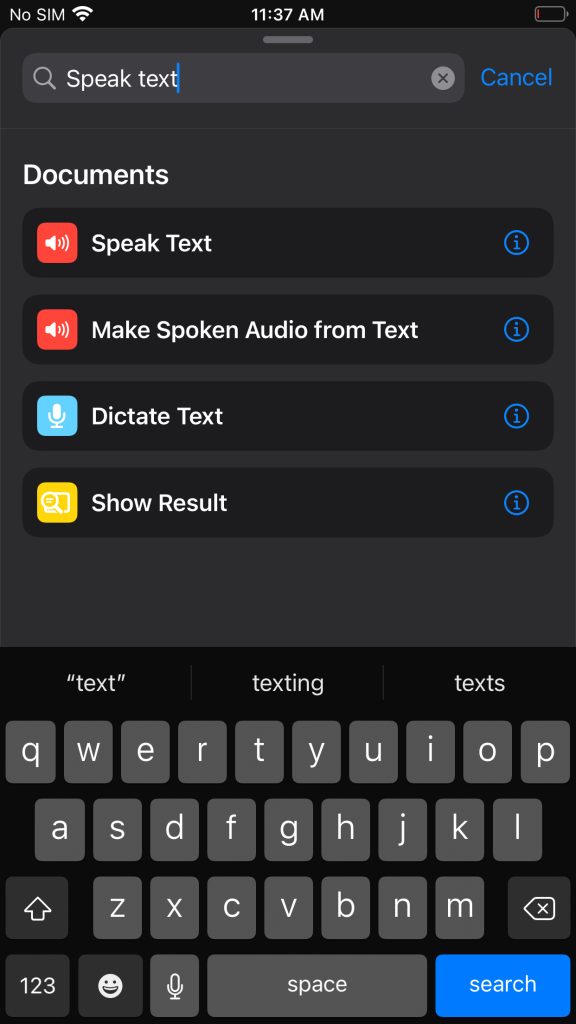 No SIM 11:37 AM
Speak text Cancel
Documents
Speak Text
Make Spoken Audio from Text
Dictate Text
Show Result
“text” texting texts
q w e r t y u i o p
a s d f g h j k l
z x c v b n m
123 space search